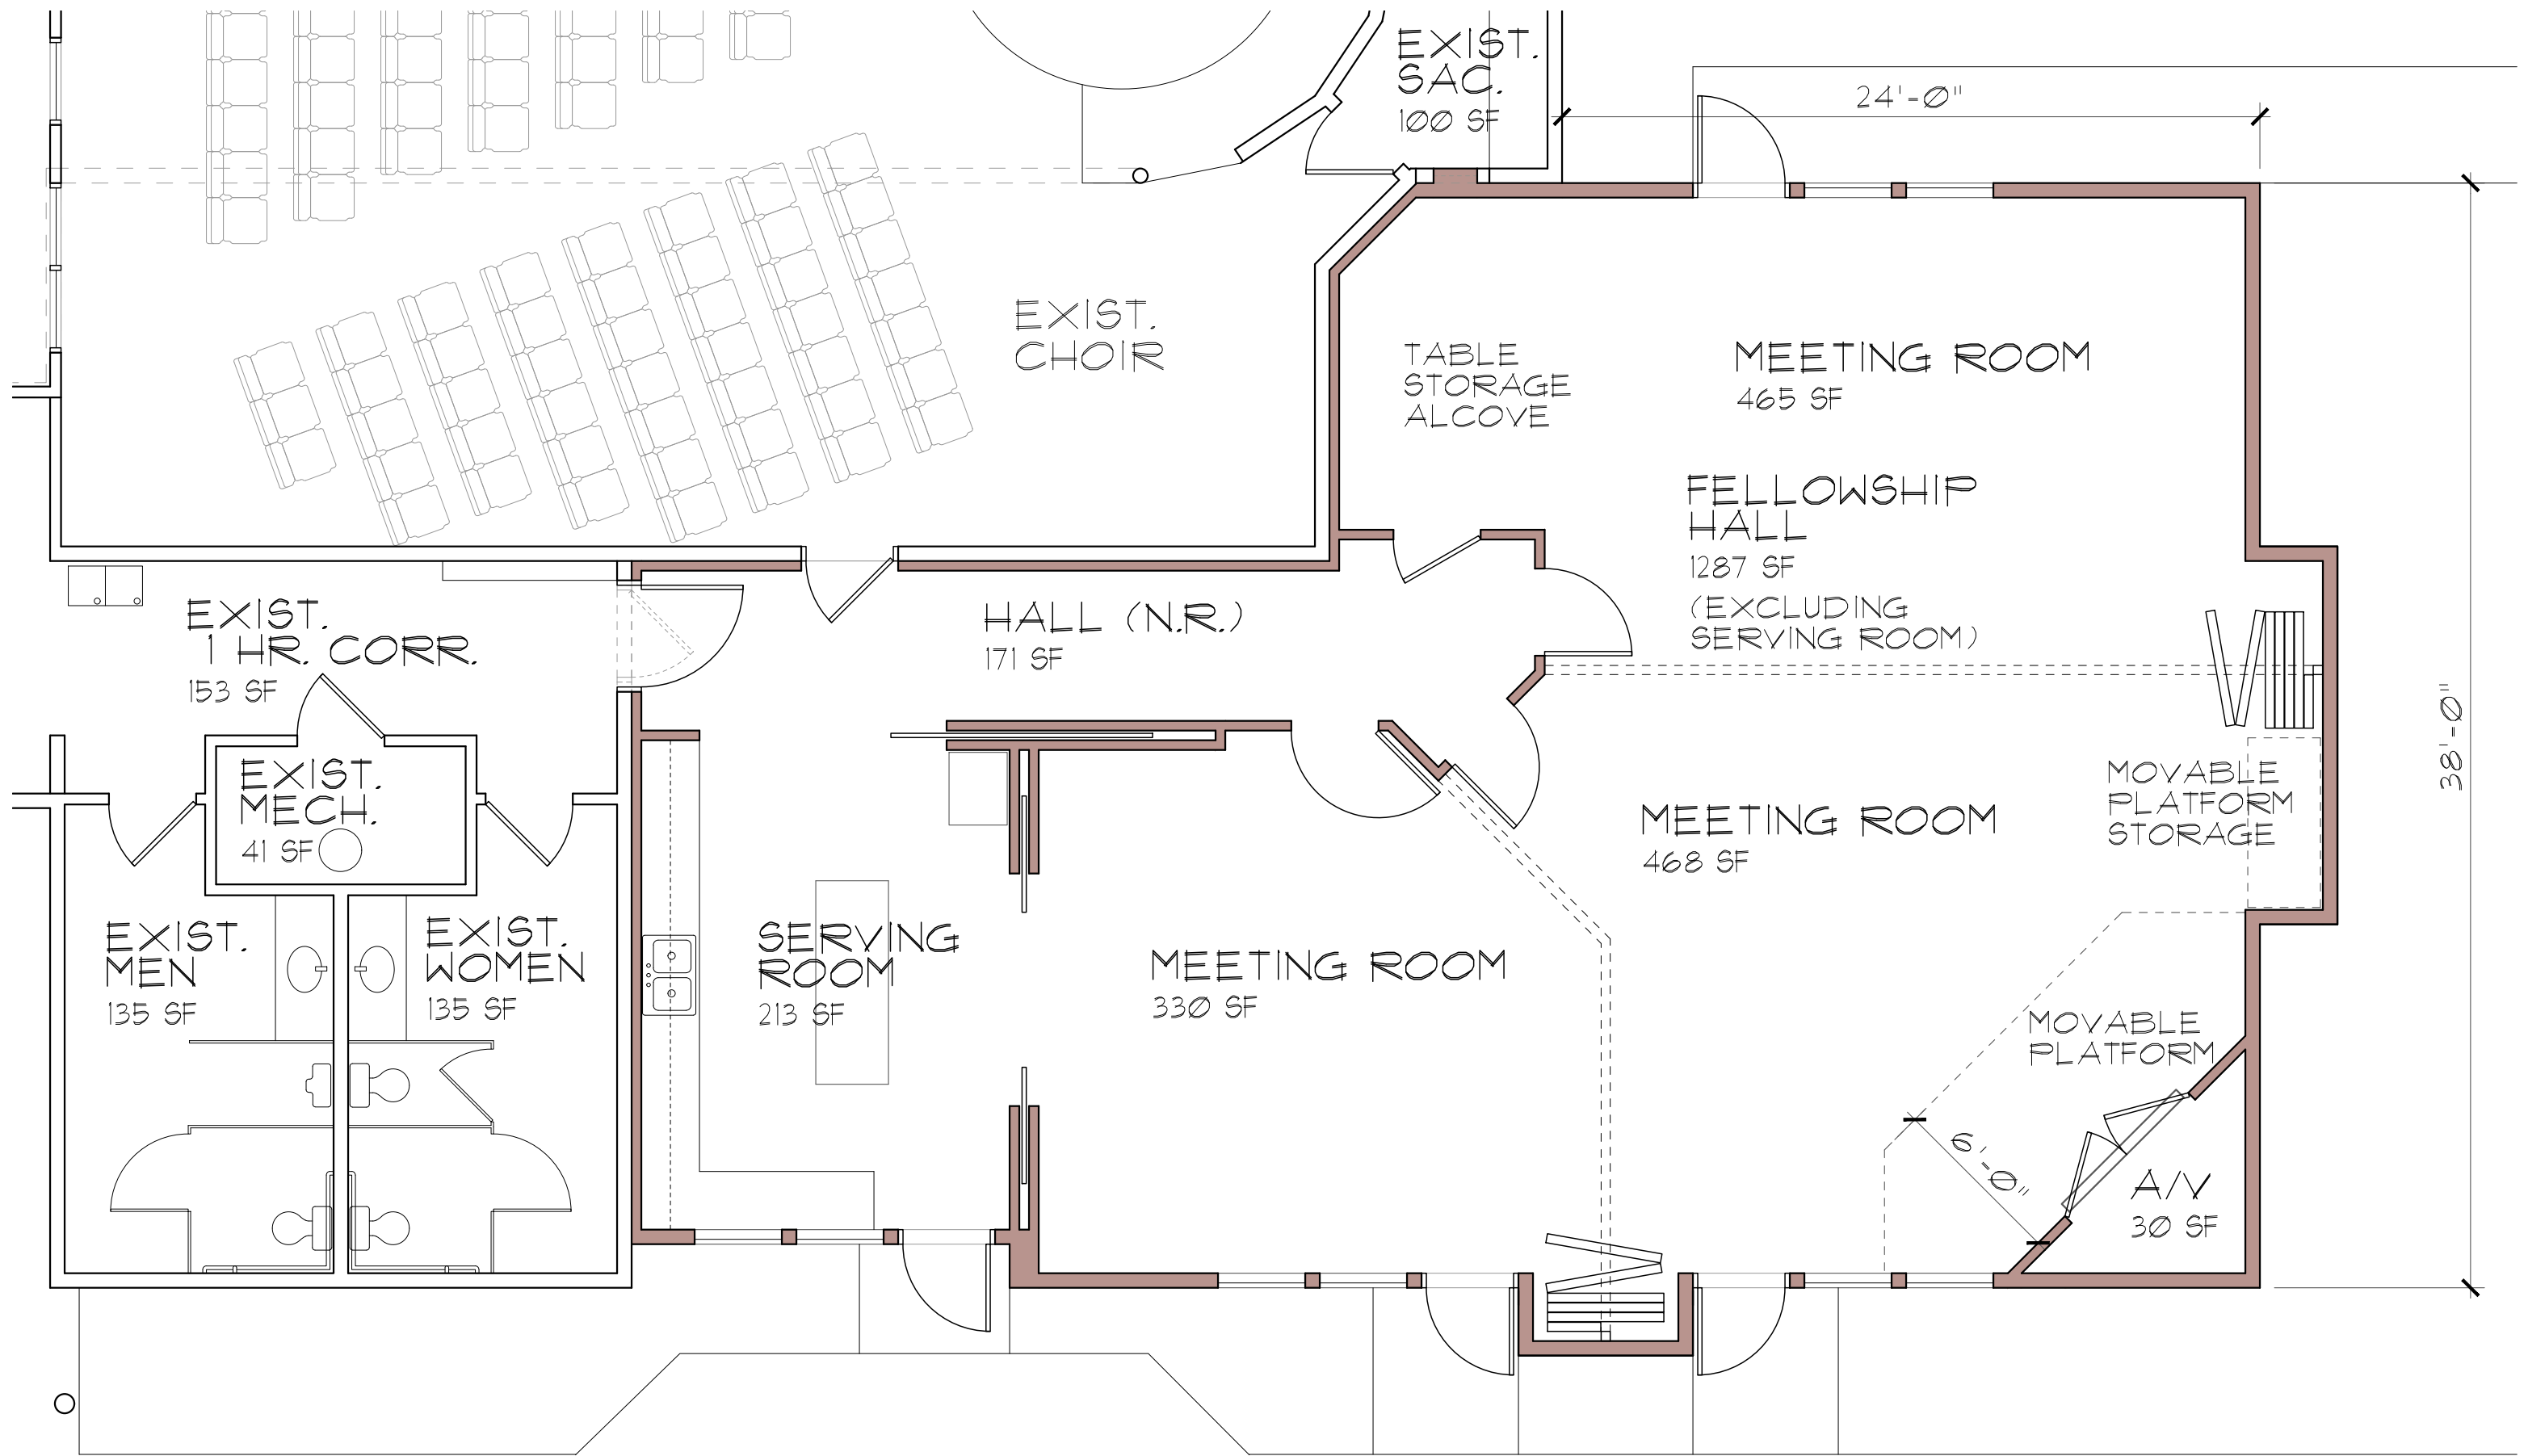 EXIST.
SAC.
100 SF
24'-0"
EXIST.
CHOIR
TABLE
STORAGE
ALCOVE
MEETING ROOM
465 SF
FELLOWSHIP
HALL
1287 SF
(EXCLUDING
SERVING ROOM)
EXIST.
1 HR. CORR.
153 SF
HALL (N.R.)
171 SF
38'-0"
EXIST.
MECH.
41 SF
MEETING ROOM
468 SF
MOVABLE
PLATFORM
STORAGE
EXIST.
MEN
135 SF
EXIST.
WOMEN
135 SF
SERVING
ROOM
213 SF
MEETING ROOM
330 SF
MOVABLE
PLATFORM
6'-0"
A/V
30 SF